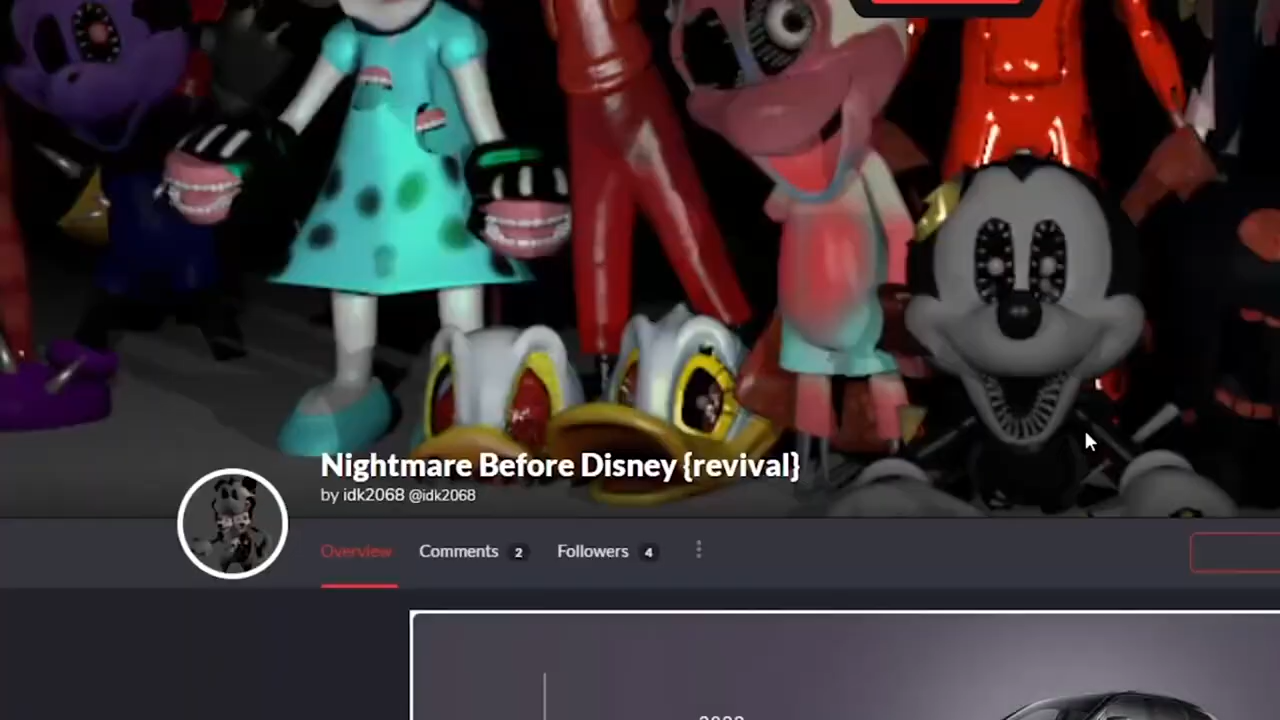 Nightmare Before Disney {revival}
by idk2068 @idk2068
Overview Comments 2 Followers 4